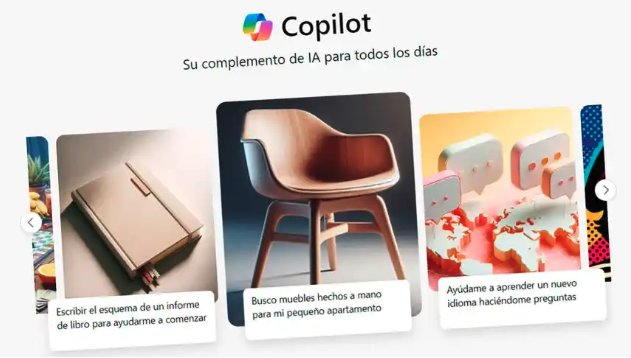 Copilot
Su complemento de IA para todos los días
Escribir el esquema de un informe
de libro para ayudarme a comenzar
Busco muebles hechos a mano
para mi pequeño apartamento
Ayúdame a aprender un nuevo
idioma haciéndome preguntas